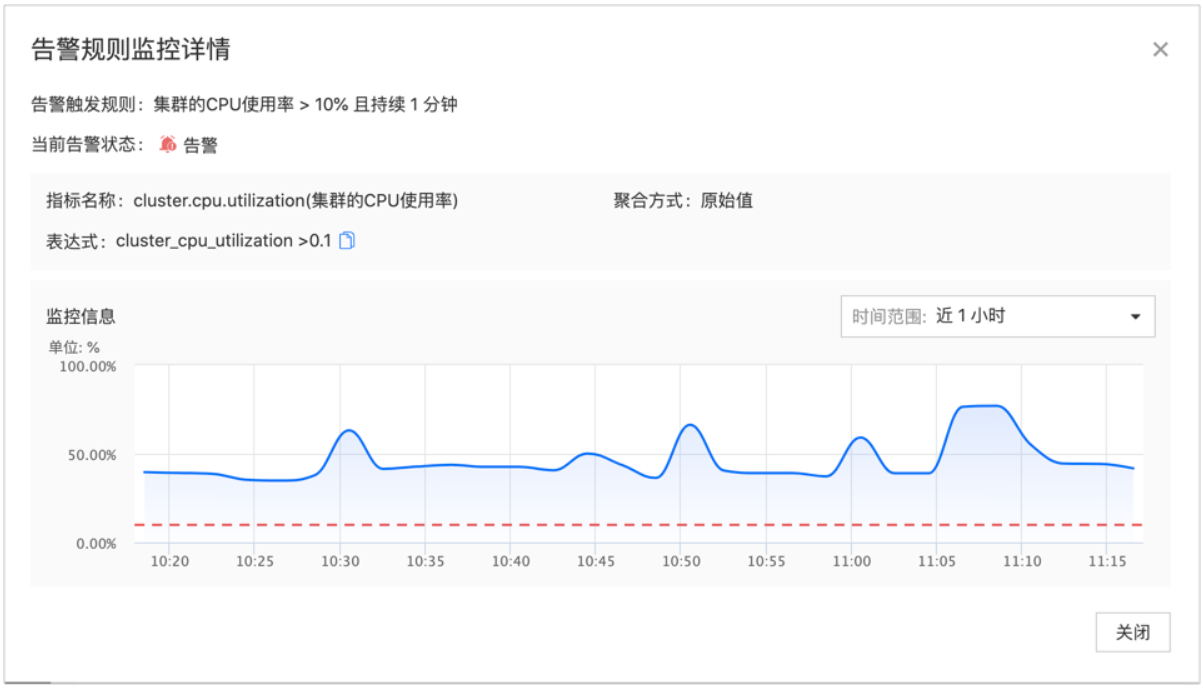 告警规则监控详情
告警触发规则：集群的CPU使用率 > 10% 且持续 1 分钟
当前告警状态： 告警
指标名称：cluster.cpu.utilization(集群的CPU使用率) 聚合方式：原始值
表达式：cluster_cpu_utilization >0.1
监控信息 时间范围: 近 1 小时
单位: %
100.00%
50.00%
0.00%
10:20 10:25 10:30 10:35 10:40 10:45 10:50 10:55 11:00 11:05 11:10 11:15
关闭